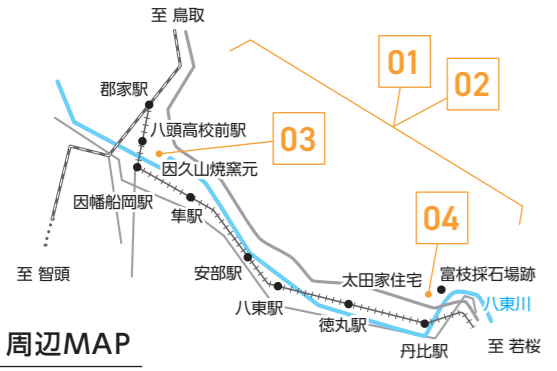 至 鳥取
01
02
郡家駅
八頭高校前駅
03
因久山焼窯元
因幡船岡駅
隼駅
04
至 智頭
安部駅
太田家住宅
富枝採石場跡
八東川
八東駅
徳丸駅
丹比駅
至 若桜
周辺MAP